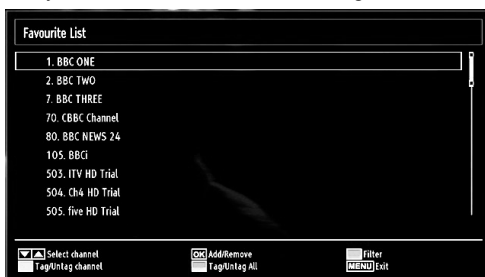 Favourite List
1. BBC ONE
2. BBC TWO
7. BBC THREE
70. CBBC Channel
80. BBC NEWS 24
105. BBCi
503. ITV HD Trial
504. Ch4 HD Trial
505. five HD Trial
Select channel OK Add/Remove Filter
Tag/Untag channel Tag/Untag All MENU Exit